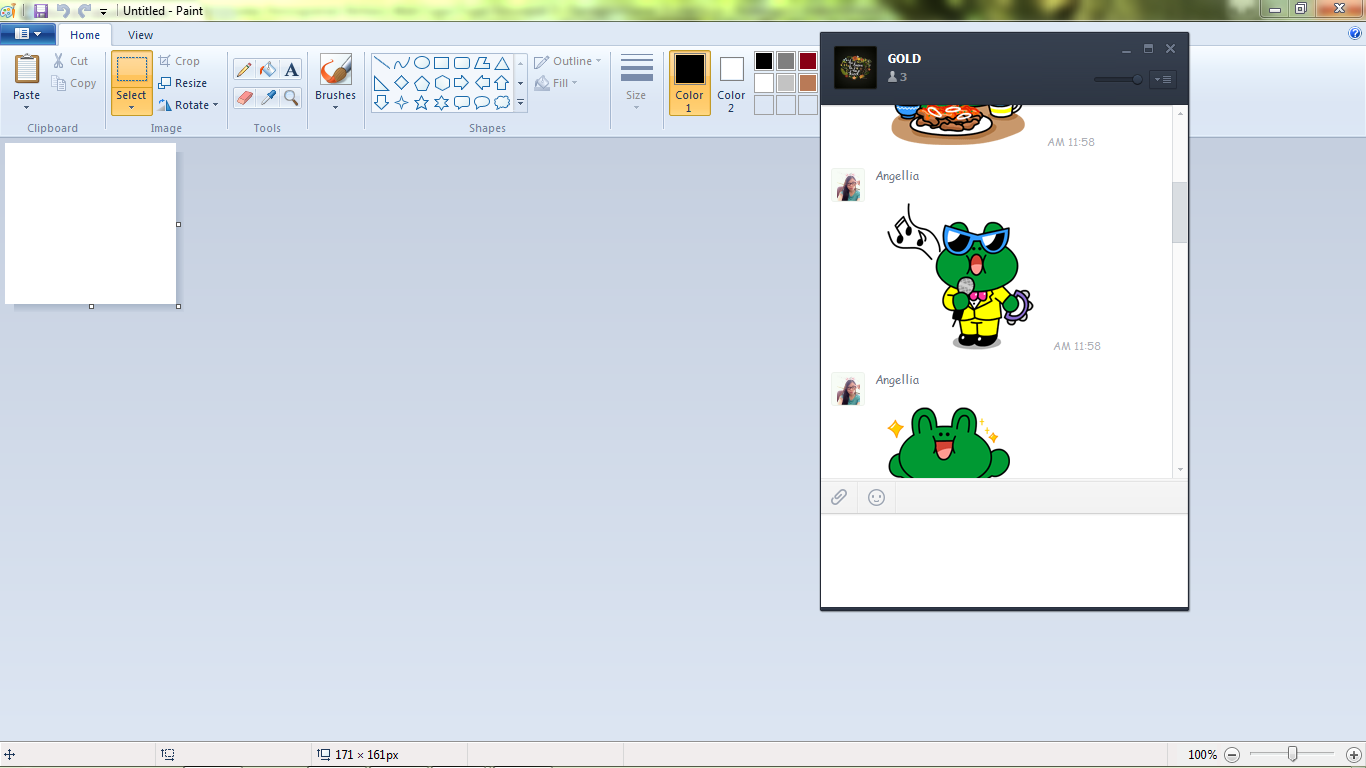 Untitled - Paint
Home
View
Paste
Cut
Copy
Clipboard
Select
Crop
Resize
Rotate
Image
A
Tools
Brushes
Shapes
Outline
Fill
Size
Color
1
Color
2
GOLD
3
AM 11:58
Angellia
AM 11:58
Angellia
171 × 161px
100%